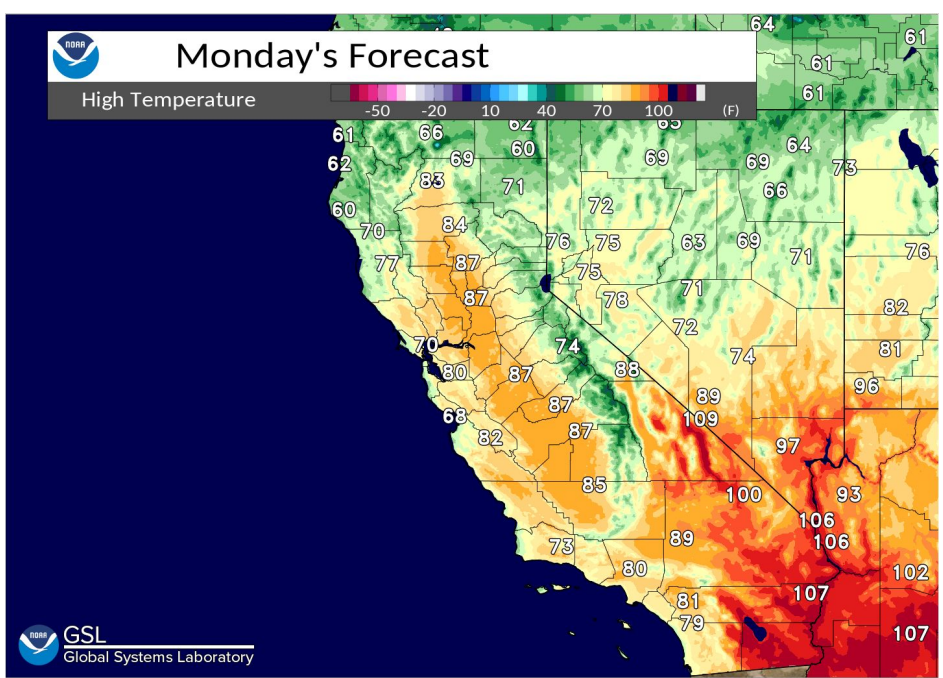 64
61
NOAA
Monday's Forecast
61
High Temperature
-50 -20 10 40 70 100 (F)
61
61 66 62 63
62 69 60 69 64 69 73
83 71 66
60 70 84 72
77 87 76 75 63 69 71 76
75
87 78 71 82
70 74 72 74 81
80 87 88 96
68 87 89
109
82 87 97
85 100 93
106
73 89 106
80 102
81 107
79 107
NOAA
GSL
Global Systems Laboratory